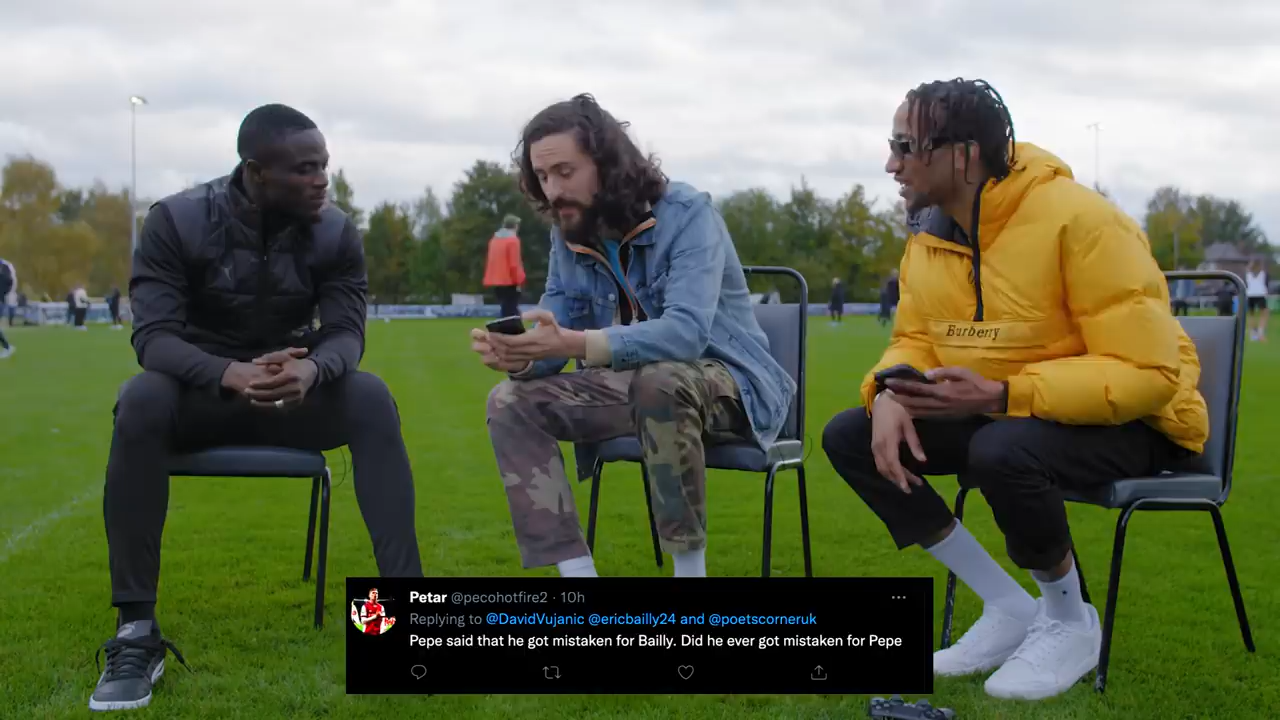 Burberry
Petar @pecohotfire2 · 10h
Replying to @DavidVujanic @ericbailly24 and @poetscorneruk
Pepe said that he got mistaken for Bailly. Did he ever got mistaken for Pepe